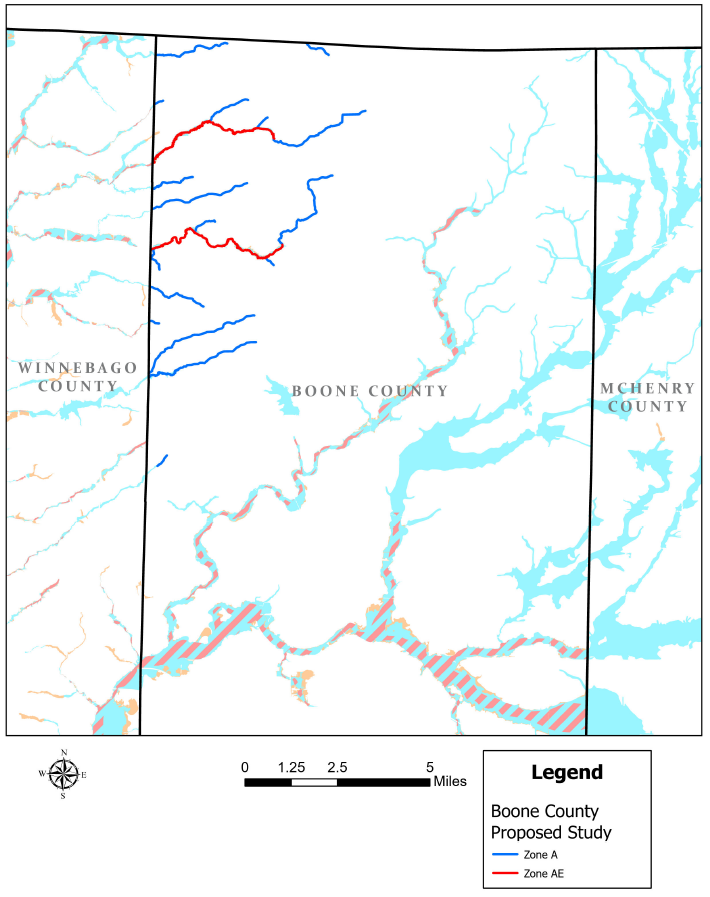 WINNEBAGO
COUNTY
BOONE COUNTY
MCHENRY
COUNTY
N
W E
S
0 1.25 2.5 5
Miles
Legend
Boone County
Proposed Study
Zone A
Zone AE